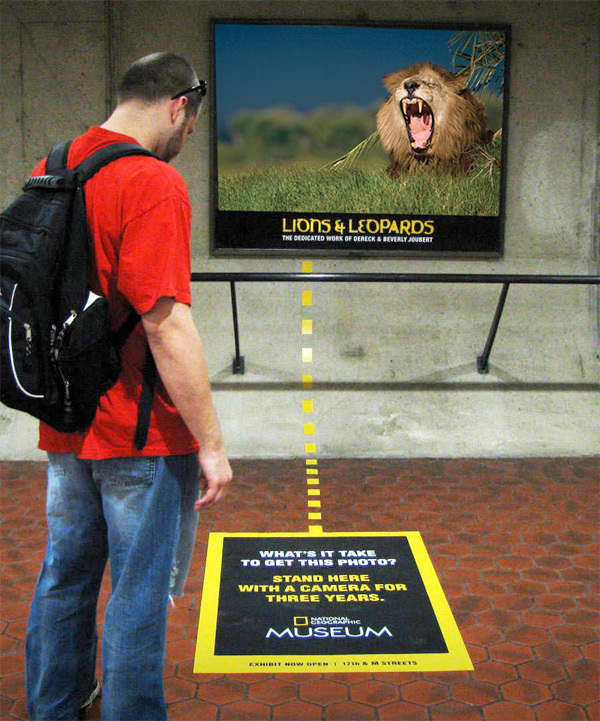 LIONS & LEOPARDS
THE DEDICATED WORK OF DERECK & BEVERLY JOUBERT
WHAT'S IT TAKE
TO GET THIS PHOTO?
STAND HERE
WITH A CAMERA FOR
THREE YEARS.
NATIONAL
GEOGRAPHIC
MUSEUM
EXHIBIT NOW OPEN | 17th & M STREETS